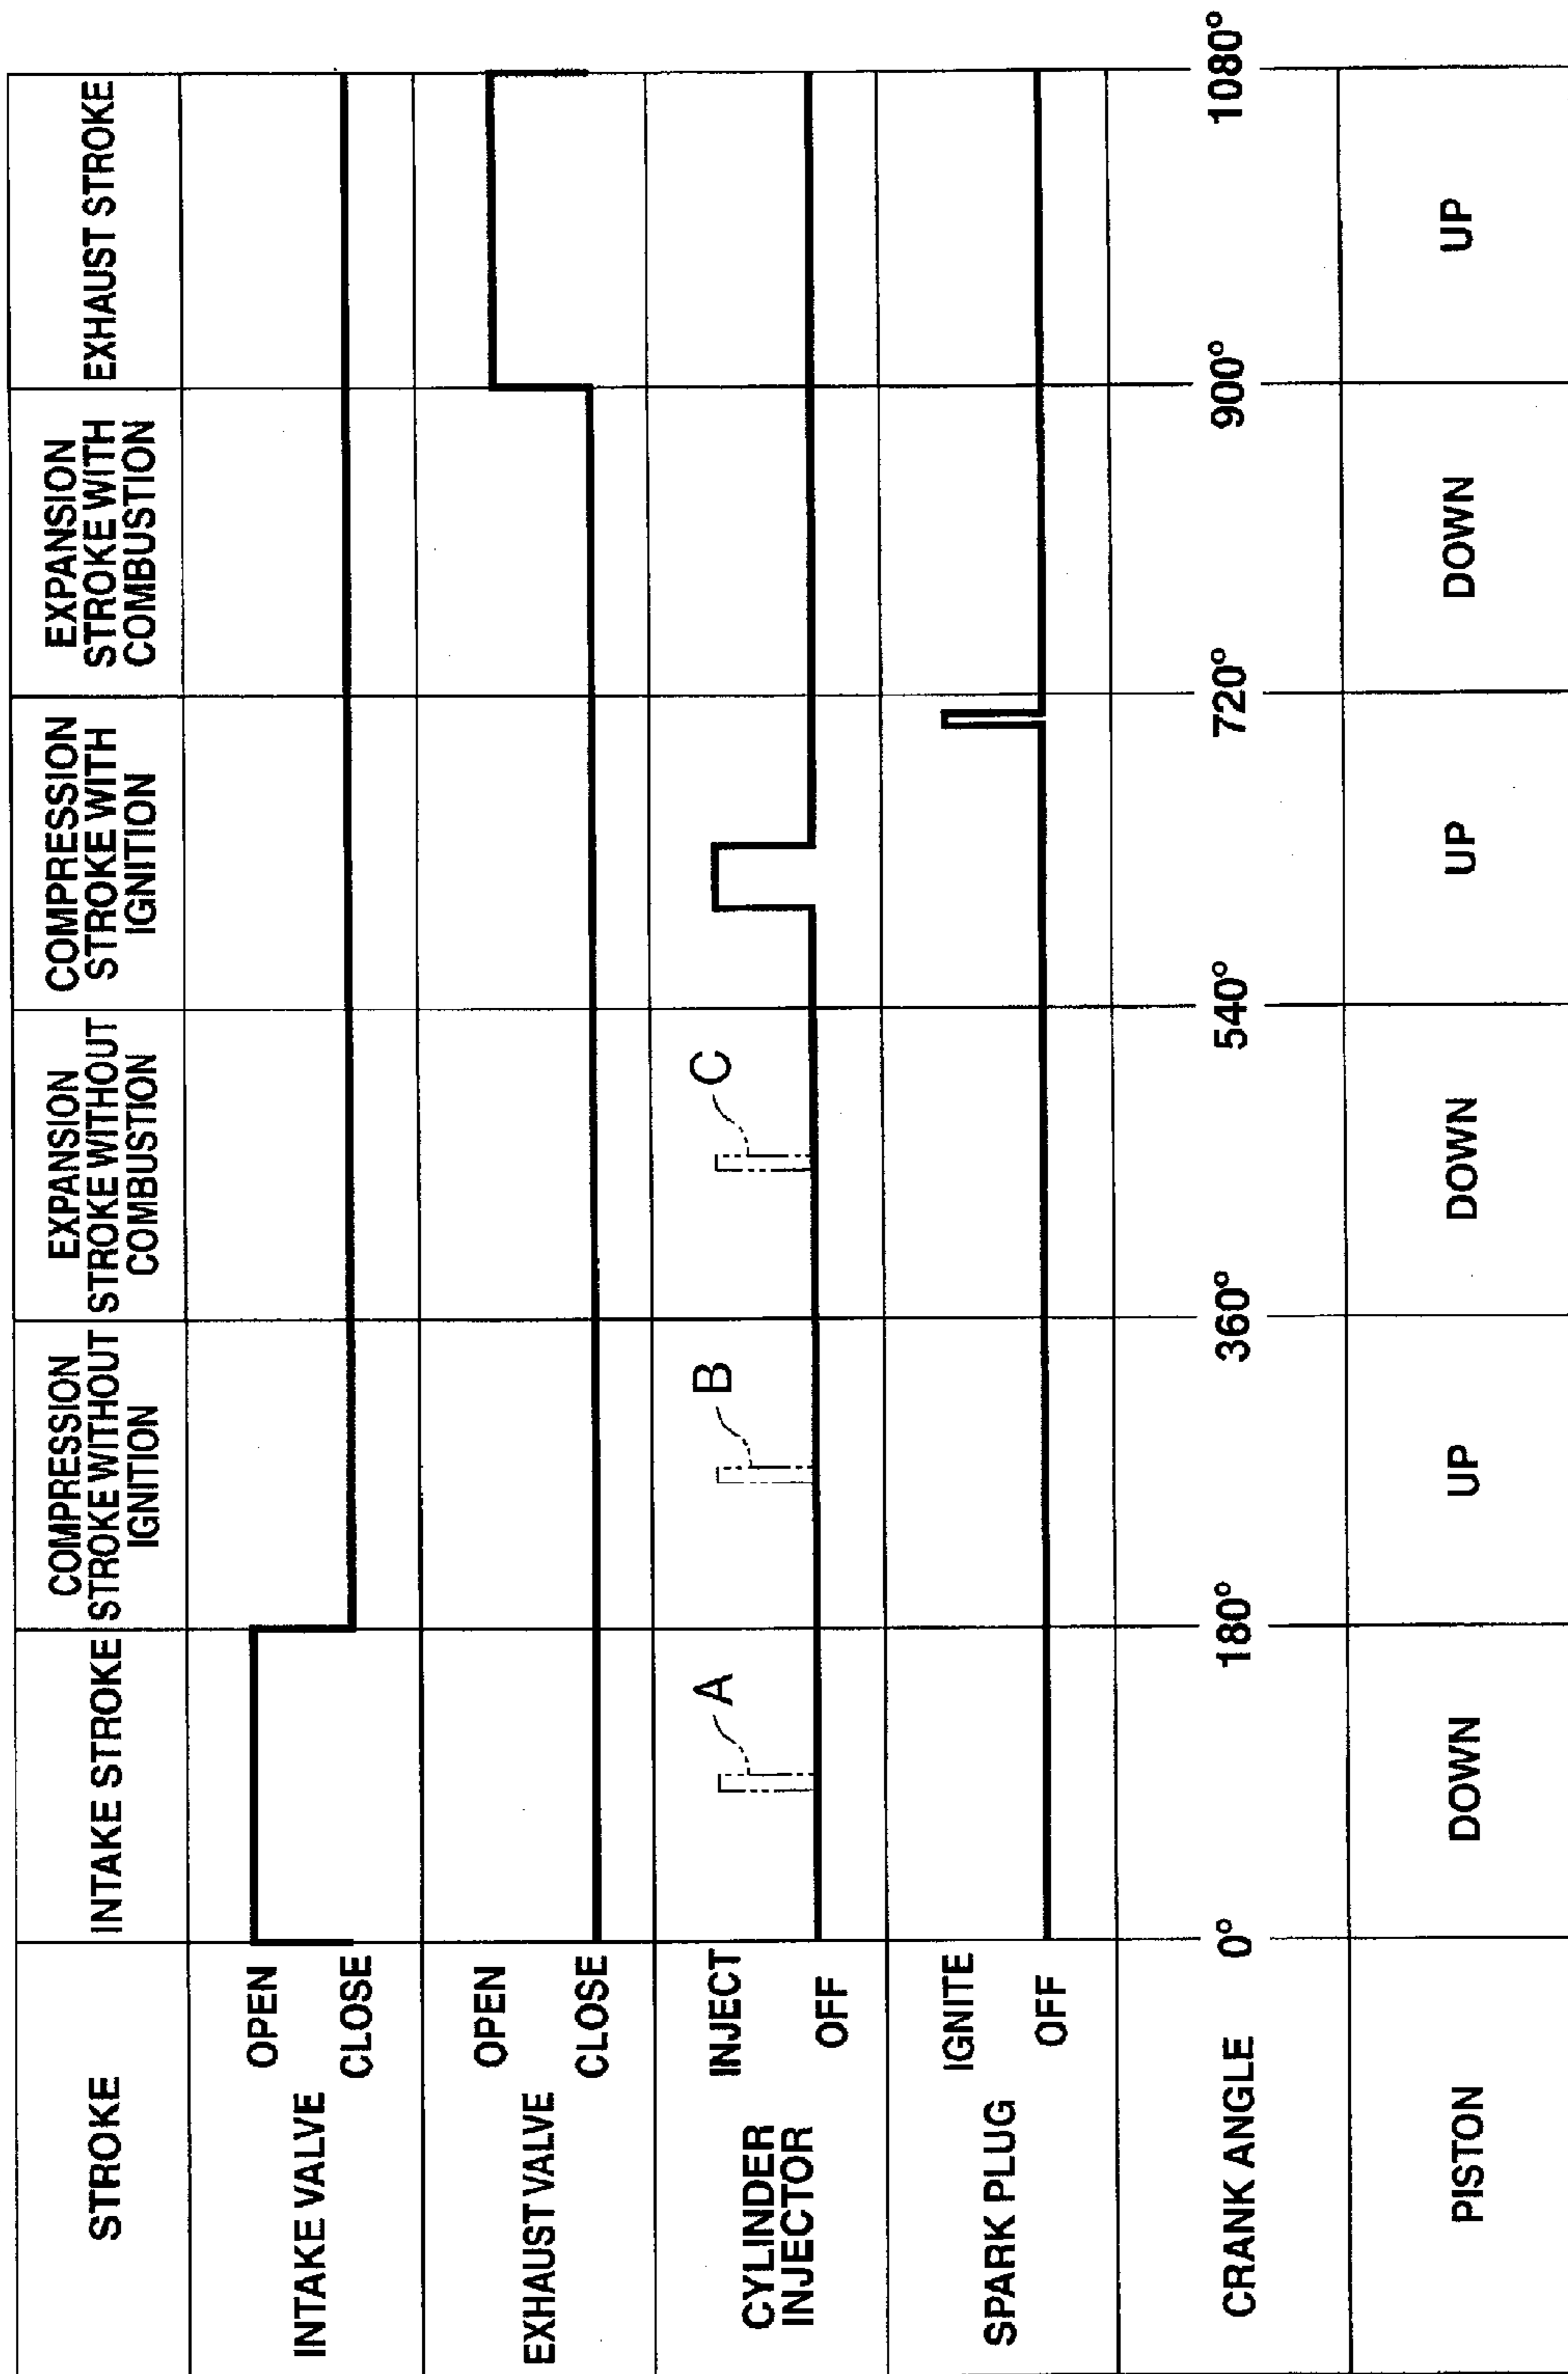 STROKE
INTAKE STROKE
COMPRESSION
STROKE WITHOUT
IGNITION
EXPANSION
STROKE WITHOUT
COMBUSTION
COMPRESSION
STROKE WITH
IGNITION
EXPANSION
STROKE WITH
COMBUSTION
EXHAUST STROKE
INTAKE VALVE
OPEN
CLOSE
EXHAUST VALVE
OPEN
CLOSE
CYLINDER
INJECTOR
INJECT
OFF
A
B
C
SPARK PLUG
IGNITE
OFF
CRANK ANGLE
0°
180°
360°
540°
720°
900°
1080°
PISTON
DOWN
UP
DOWN
UP
DOWN
UP